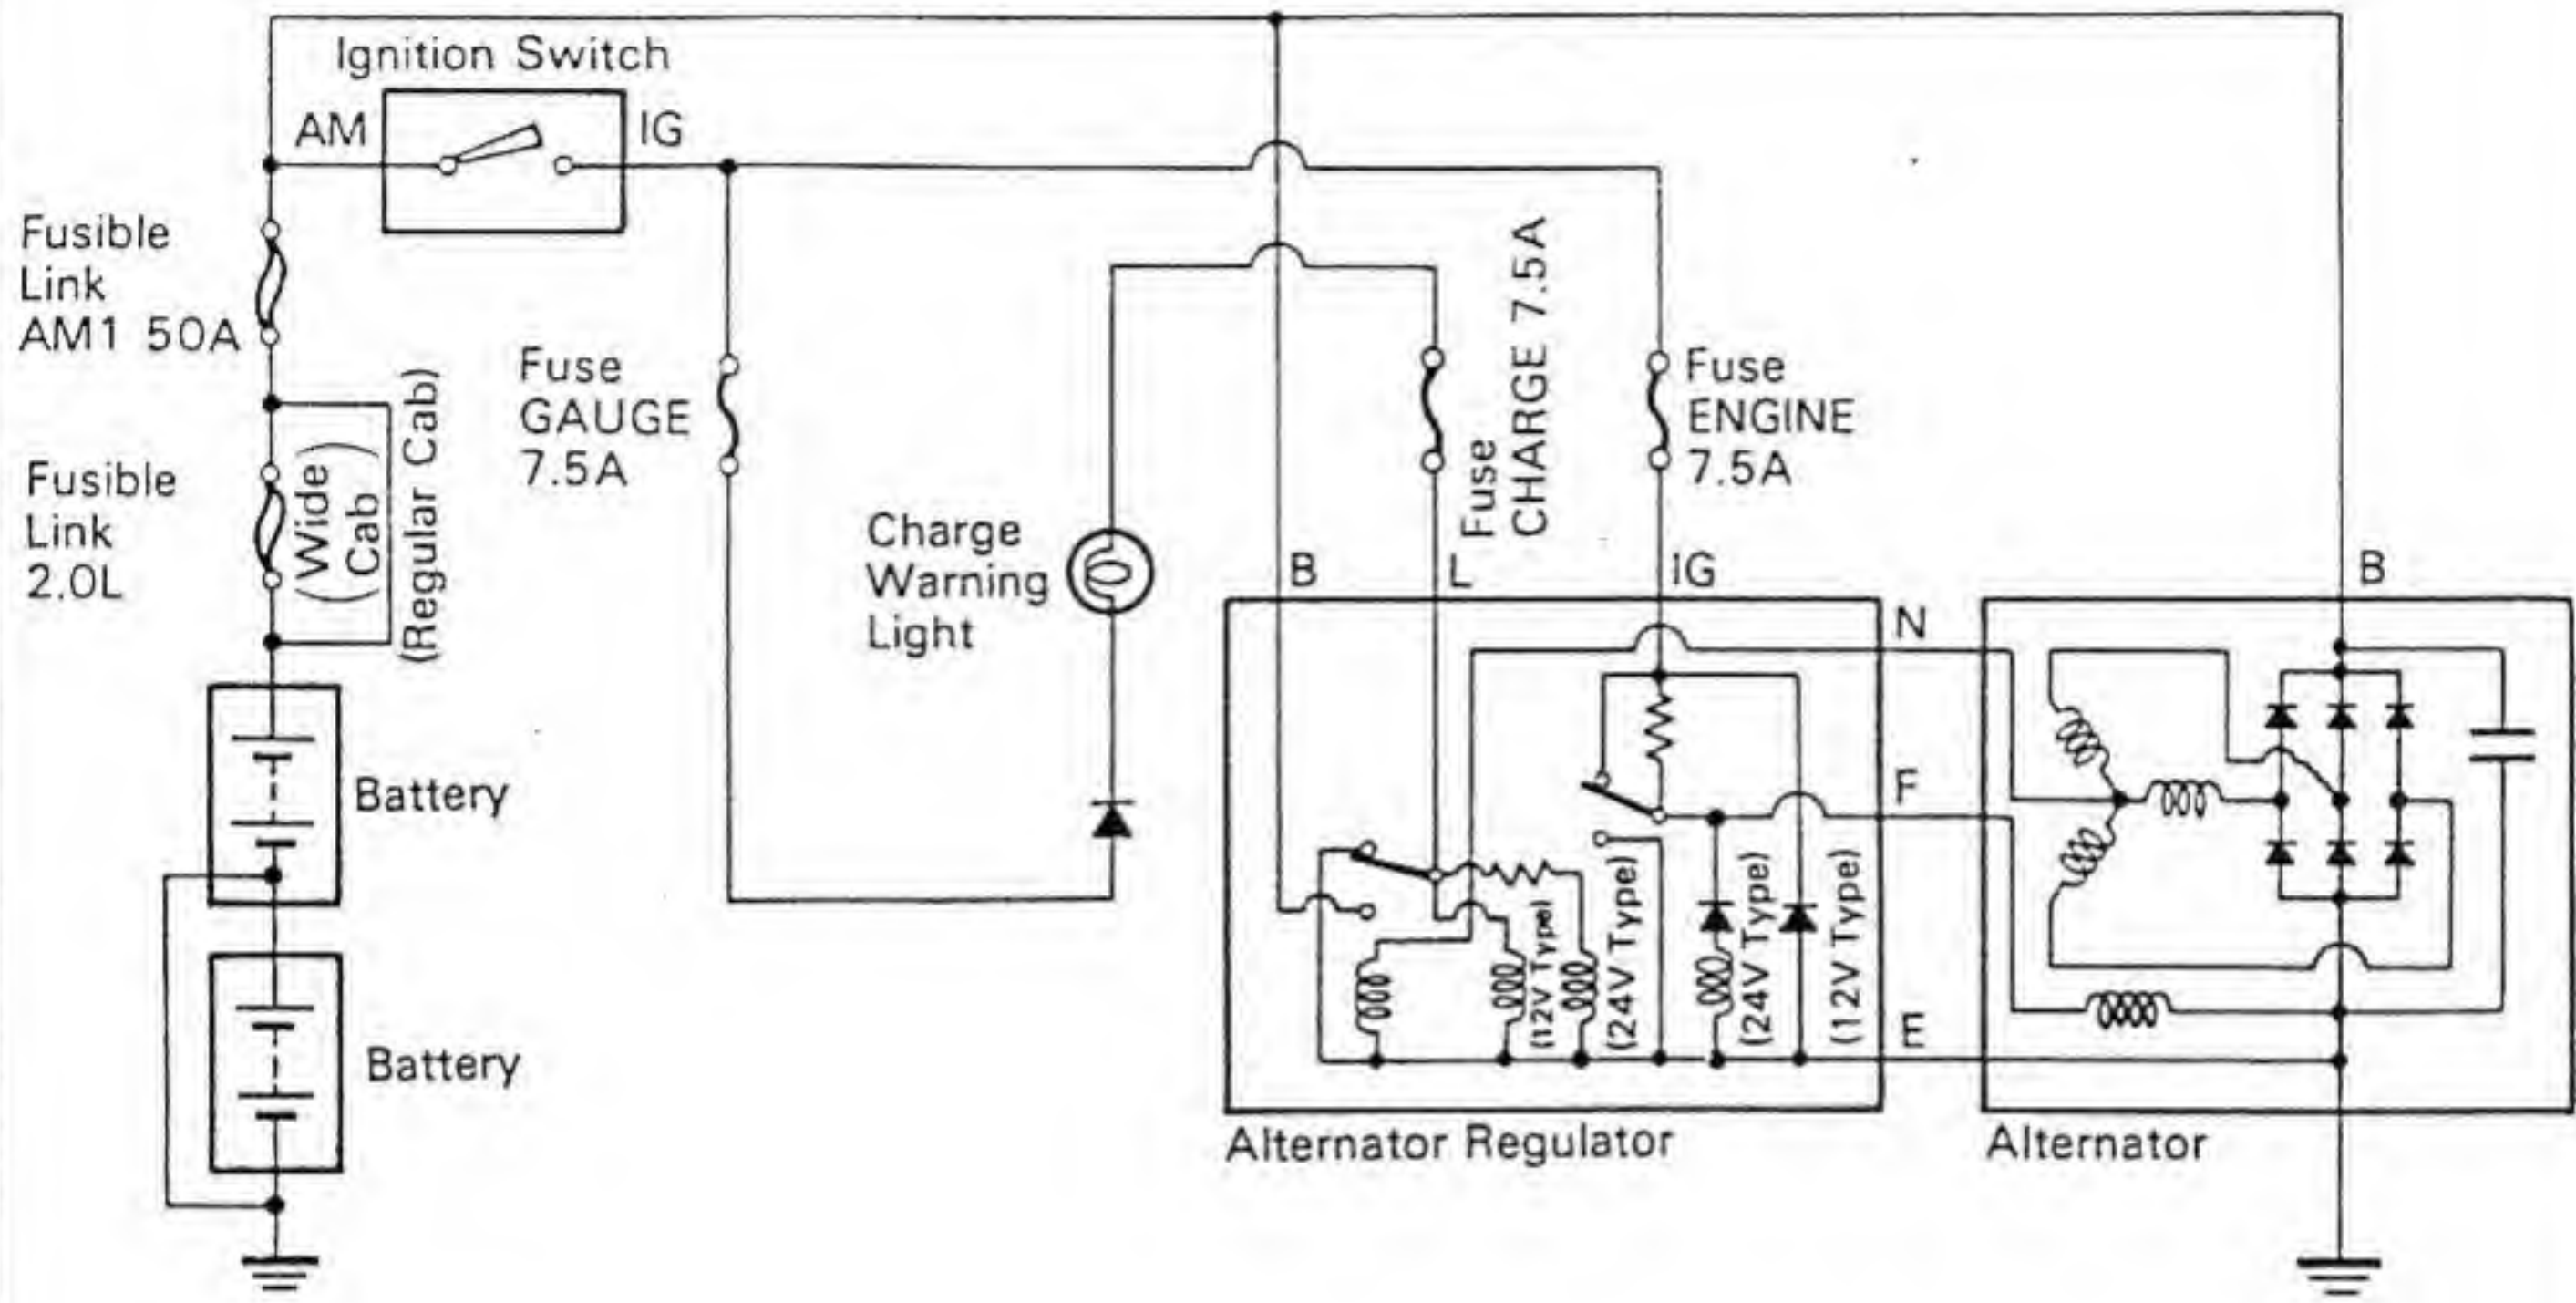 Ignition Switch
AM
IG
Fusible
Link
AM1 50A
Fusible
Link
2.0L
(Wide
Cab)
(Regular Cab)
Fuse
GAUGE
7.5A
Charge
Warning
Light
Fuse
CHARGE 7.5A
Fuse
ENGINE
7.5A
B
L
IG
B
N
F
E
Battery
Battery
(12V Type)
(24V Type)
(24V Type)
(12V Type)
Alternator Regulator
Alternator